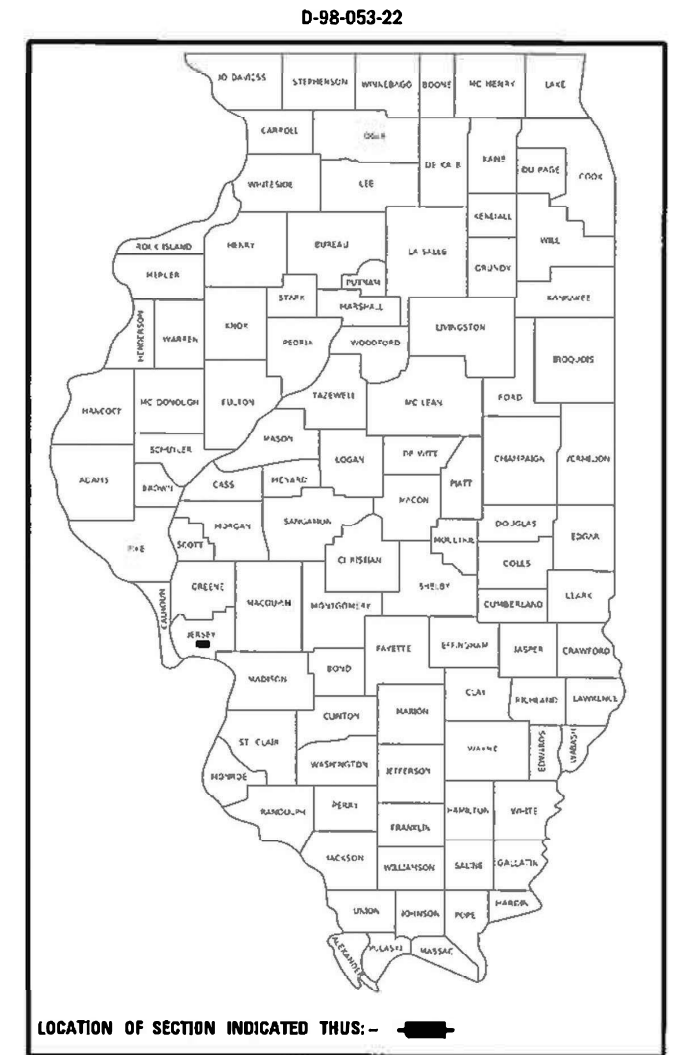 D-98-053-22
JO DAVIESS STEPHENSON WINNEBAGO BOONE MC HENRY LAKE
CARROLL OGLE DE KALB KANE DU PAGE COOK
WHITESIDE LEE
KENDALL
ROCK ISLAND HENRY BUREAU LA SALLE WILL
MERCER PUTNAM GRUNDY
STARK MARSHALL KANKAKEE
HENDERSON WARREN KNOX LIVINGSTON
PEORIA WOODFORD IROQUOIS
HANCOCK MC DONOUGH FULTON TAZEWELL MC LEAN FORD
MASON
SCHUYLER LOGAN DE WITT CHAMPAIGN VERMILION
ADAMS BROWN CASS MENARD PIATT
MACON
PIKE SCOTT MORGAN SANGAMON MOULTRIE DOUGLAS EDGAR
CHRISTIAN COLES
CALHOUN GREENE MACOUPIN MONTGOMERY SHELBY CUMBERLAND CLARK
JERSEY FAYETTE EFFINGHAM JASPER CRAWFORD
MADISON BOND
CLAY RICHLAND LAWRENCE
CLINTON MARION
ST. CLAIR WAYNE EDWARDS WABASH
MONROE WASHINGTON JEFFERSON
RANDOLPH PERRY HAMILTON WHITE
FRANKLIN
JACKSON WILLIAMSON SALINE GALLATIN
UNION JOHNSON POPE HARDIN
ALEXANDER PULASKI MASSAC
LOCATION OF SECTION INDICATED THUS: -